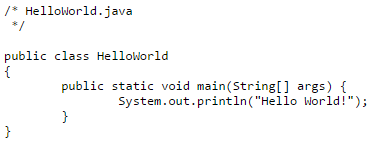 /* HelloWorld.java
 */

public class HelloWorld
{
        public static void main(String[] args) {
                System.out.println("Hello World!");
        }
}